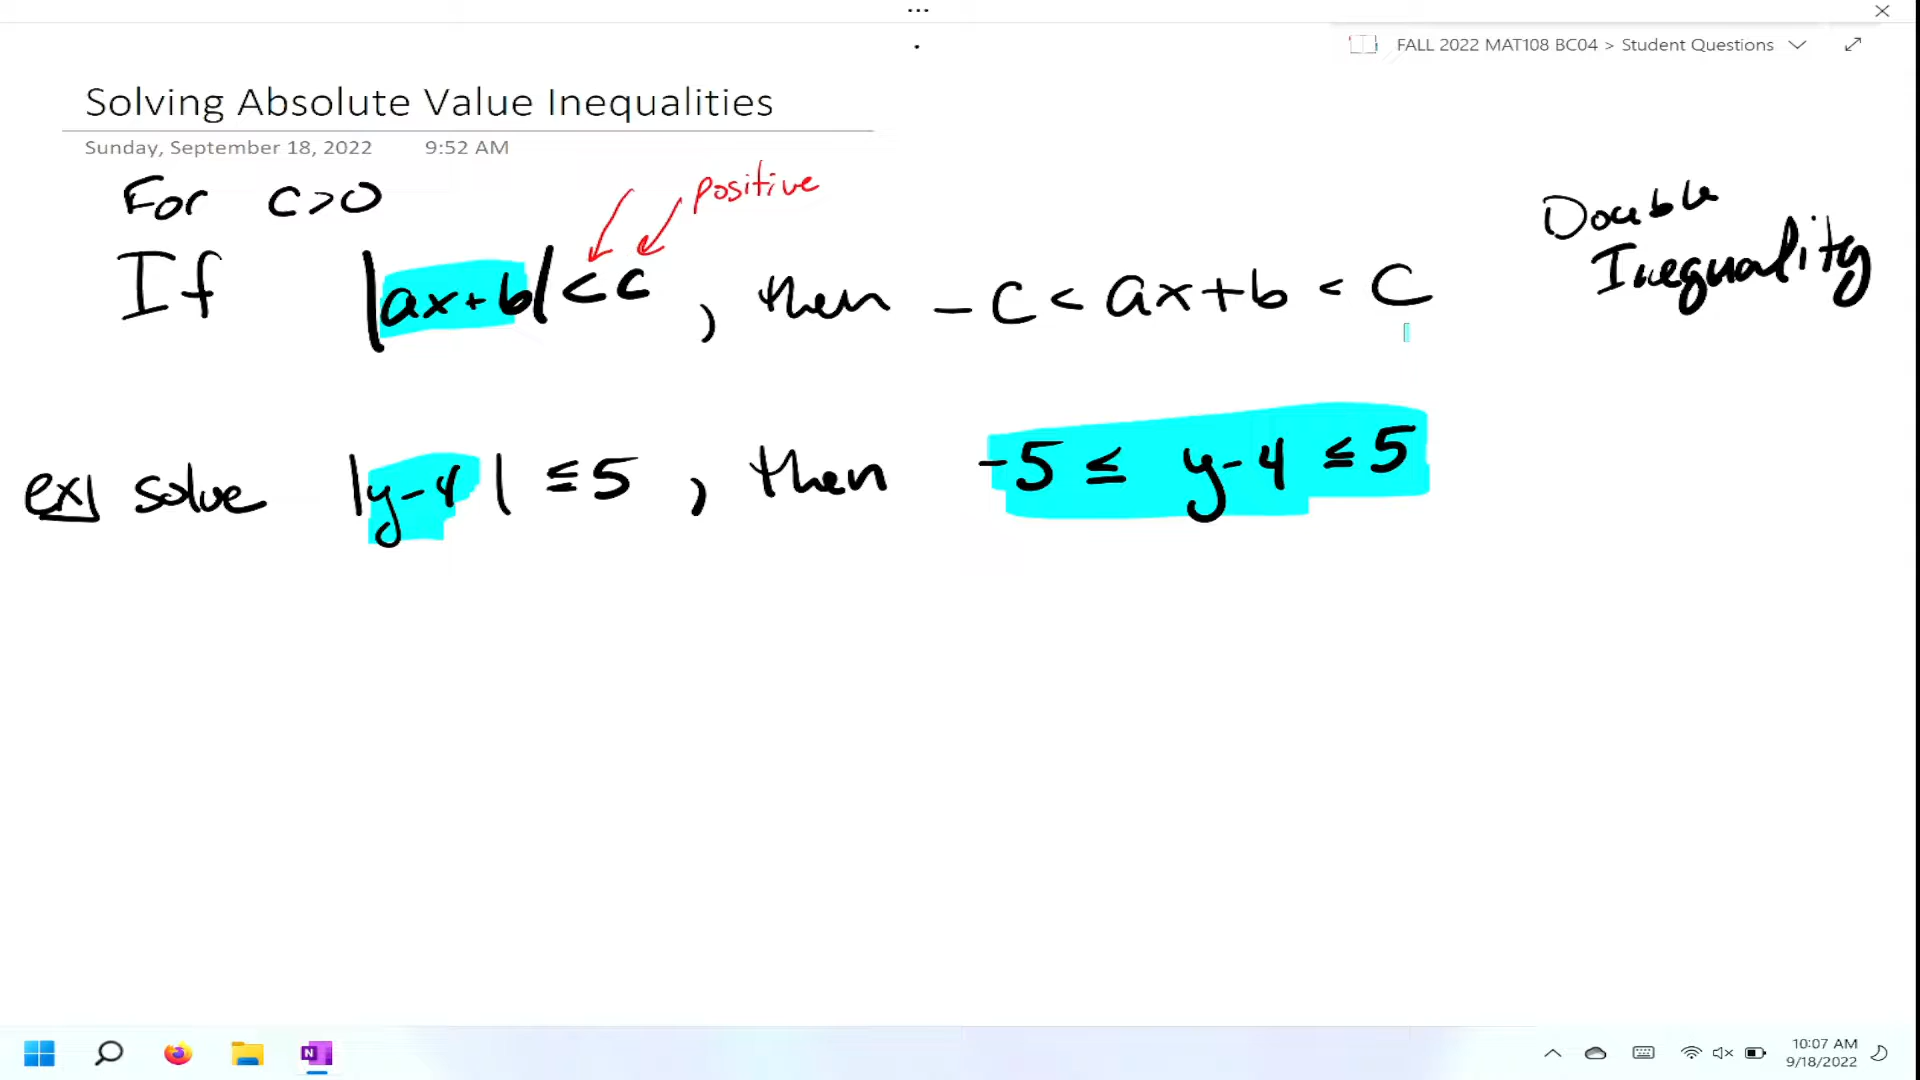 ...
FALL 2022 MAT108 BC04 > Student Questions
Solving Absolute Value Inequalities
Sunday, September 18, 2022 9:52 AM
For c>0
positive
Double
Inequality
If |ax+b|<c , then -c<ax+b<c
ex) solve |y-4| ≤5 , then -5 ≤ y-4 ≤5
10:07 AM
9/18/2022